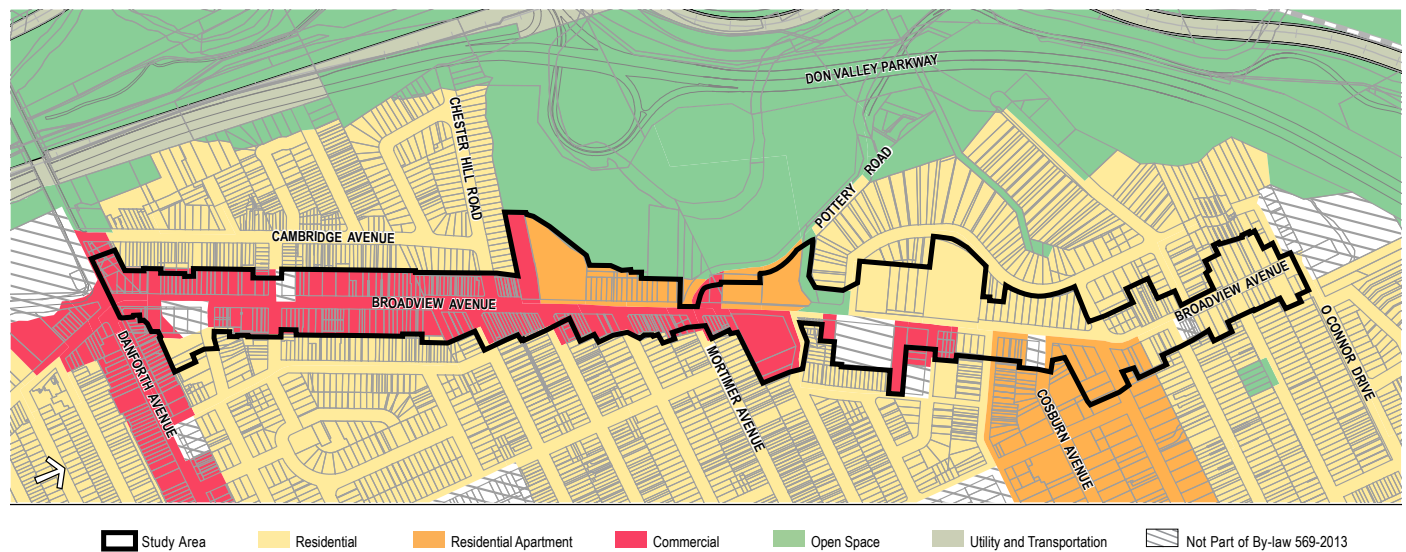 DON VALLEY PARKWAY
CHESTER HILL ROAD
POTTERY ROAD
CAMBRIDGE AVENUE
BROADVIEW AVENUE
BROADVIEW AVENUE
DANFORTH AVENUE
MORTIMER AVENUE
COSBURN AVENUE
O CONNOR DRIVE
Study Area
Residential
Residential Apartment
Commercial
Open Space
Utility and Transportation
Not Part of By-law 569-2013